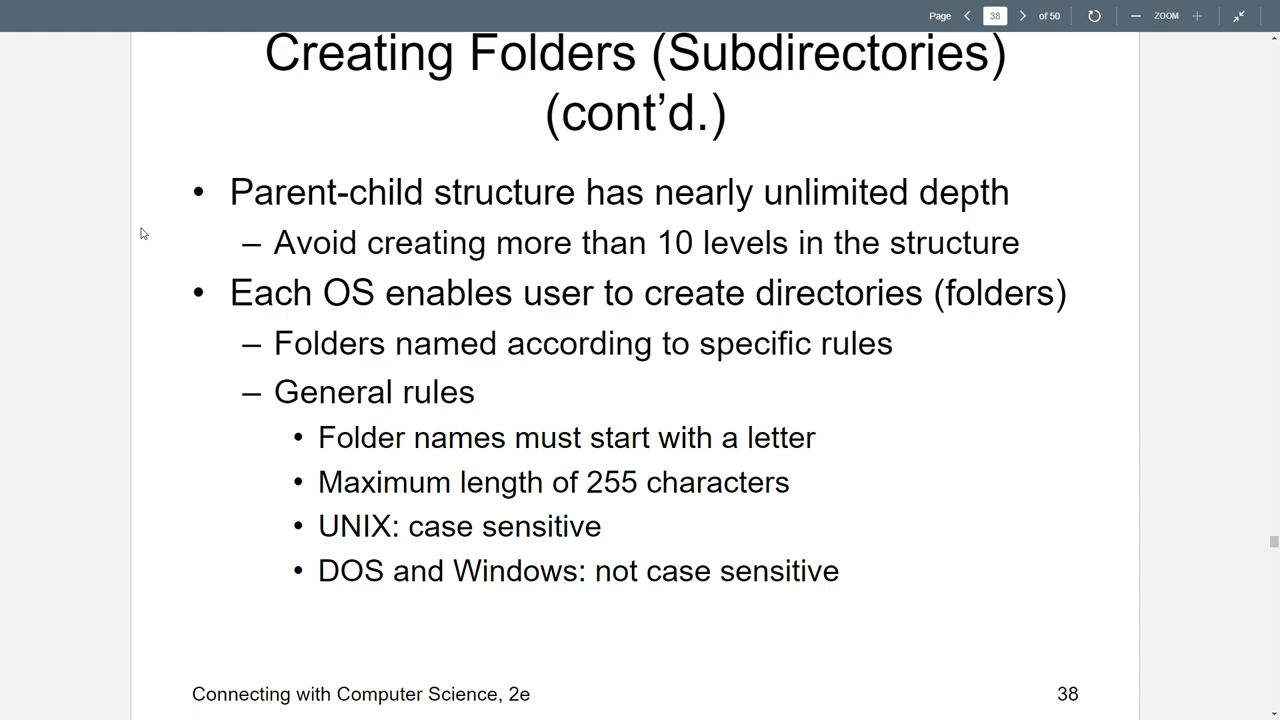 Page 38 of 50 ZOOM
Creating Folders (Subdirectories)
(cont’d.)
• Parent-child structure has nearly unlimited depth
– Avoid creating more than 10 levels in the structure
• Each OS enables user to create directories (folders)
– Folders named according to specific rules
– General rules
• Folder names must start with a letter
• Maximum length of 255 characters
• UNIX: case sensitive
• DOS and Windows: not case sensitive
Connecting with Computer Science, 2e 38